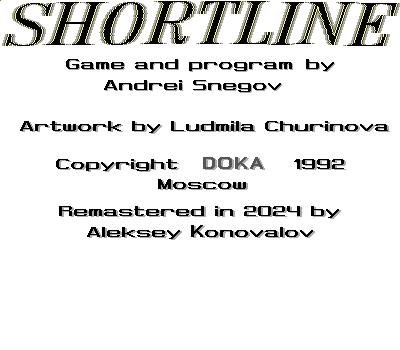 SHORTLINE
Game and program by
Andrei Snegov
Artwork by Ludmila Churinova
Copyright DOKA 1992
Moscow
Remastered in 2024 by
Aleksey Konovalov